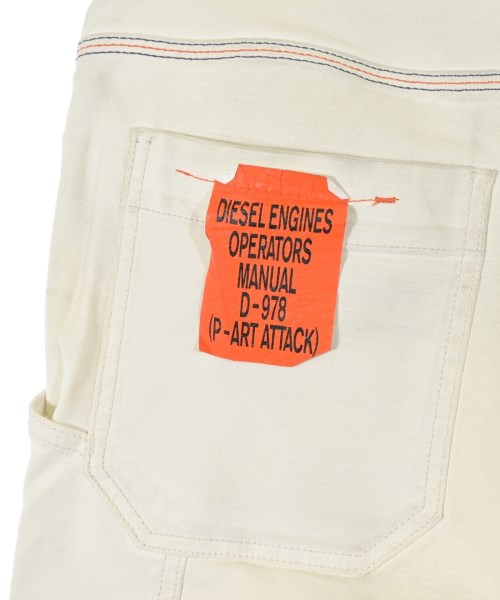 DIESEL ENGINES
OPERATORS
MANUAL
D-978
(P-ART ATTACK)